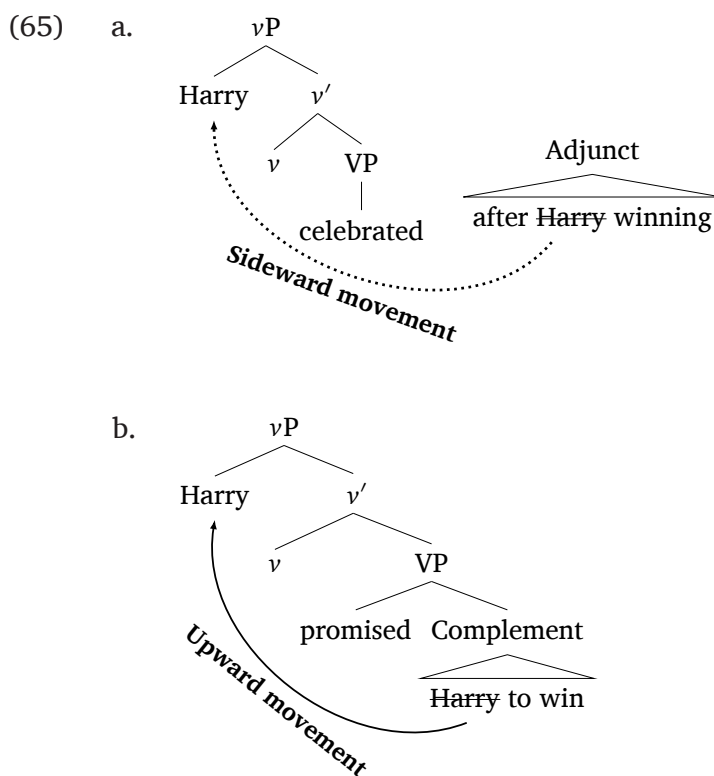 (65) a. vP
Harry v′
v VP Adjunct
celebrated after Harry winning
Sideward movement
b. vP
Harry v′
v VP
promised Complement
Harry to win
Upward movement